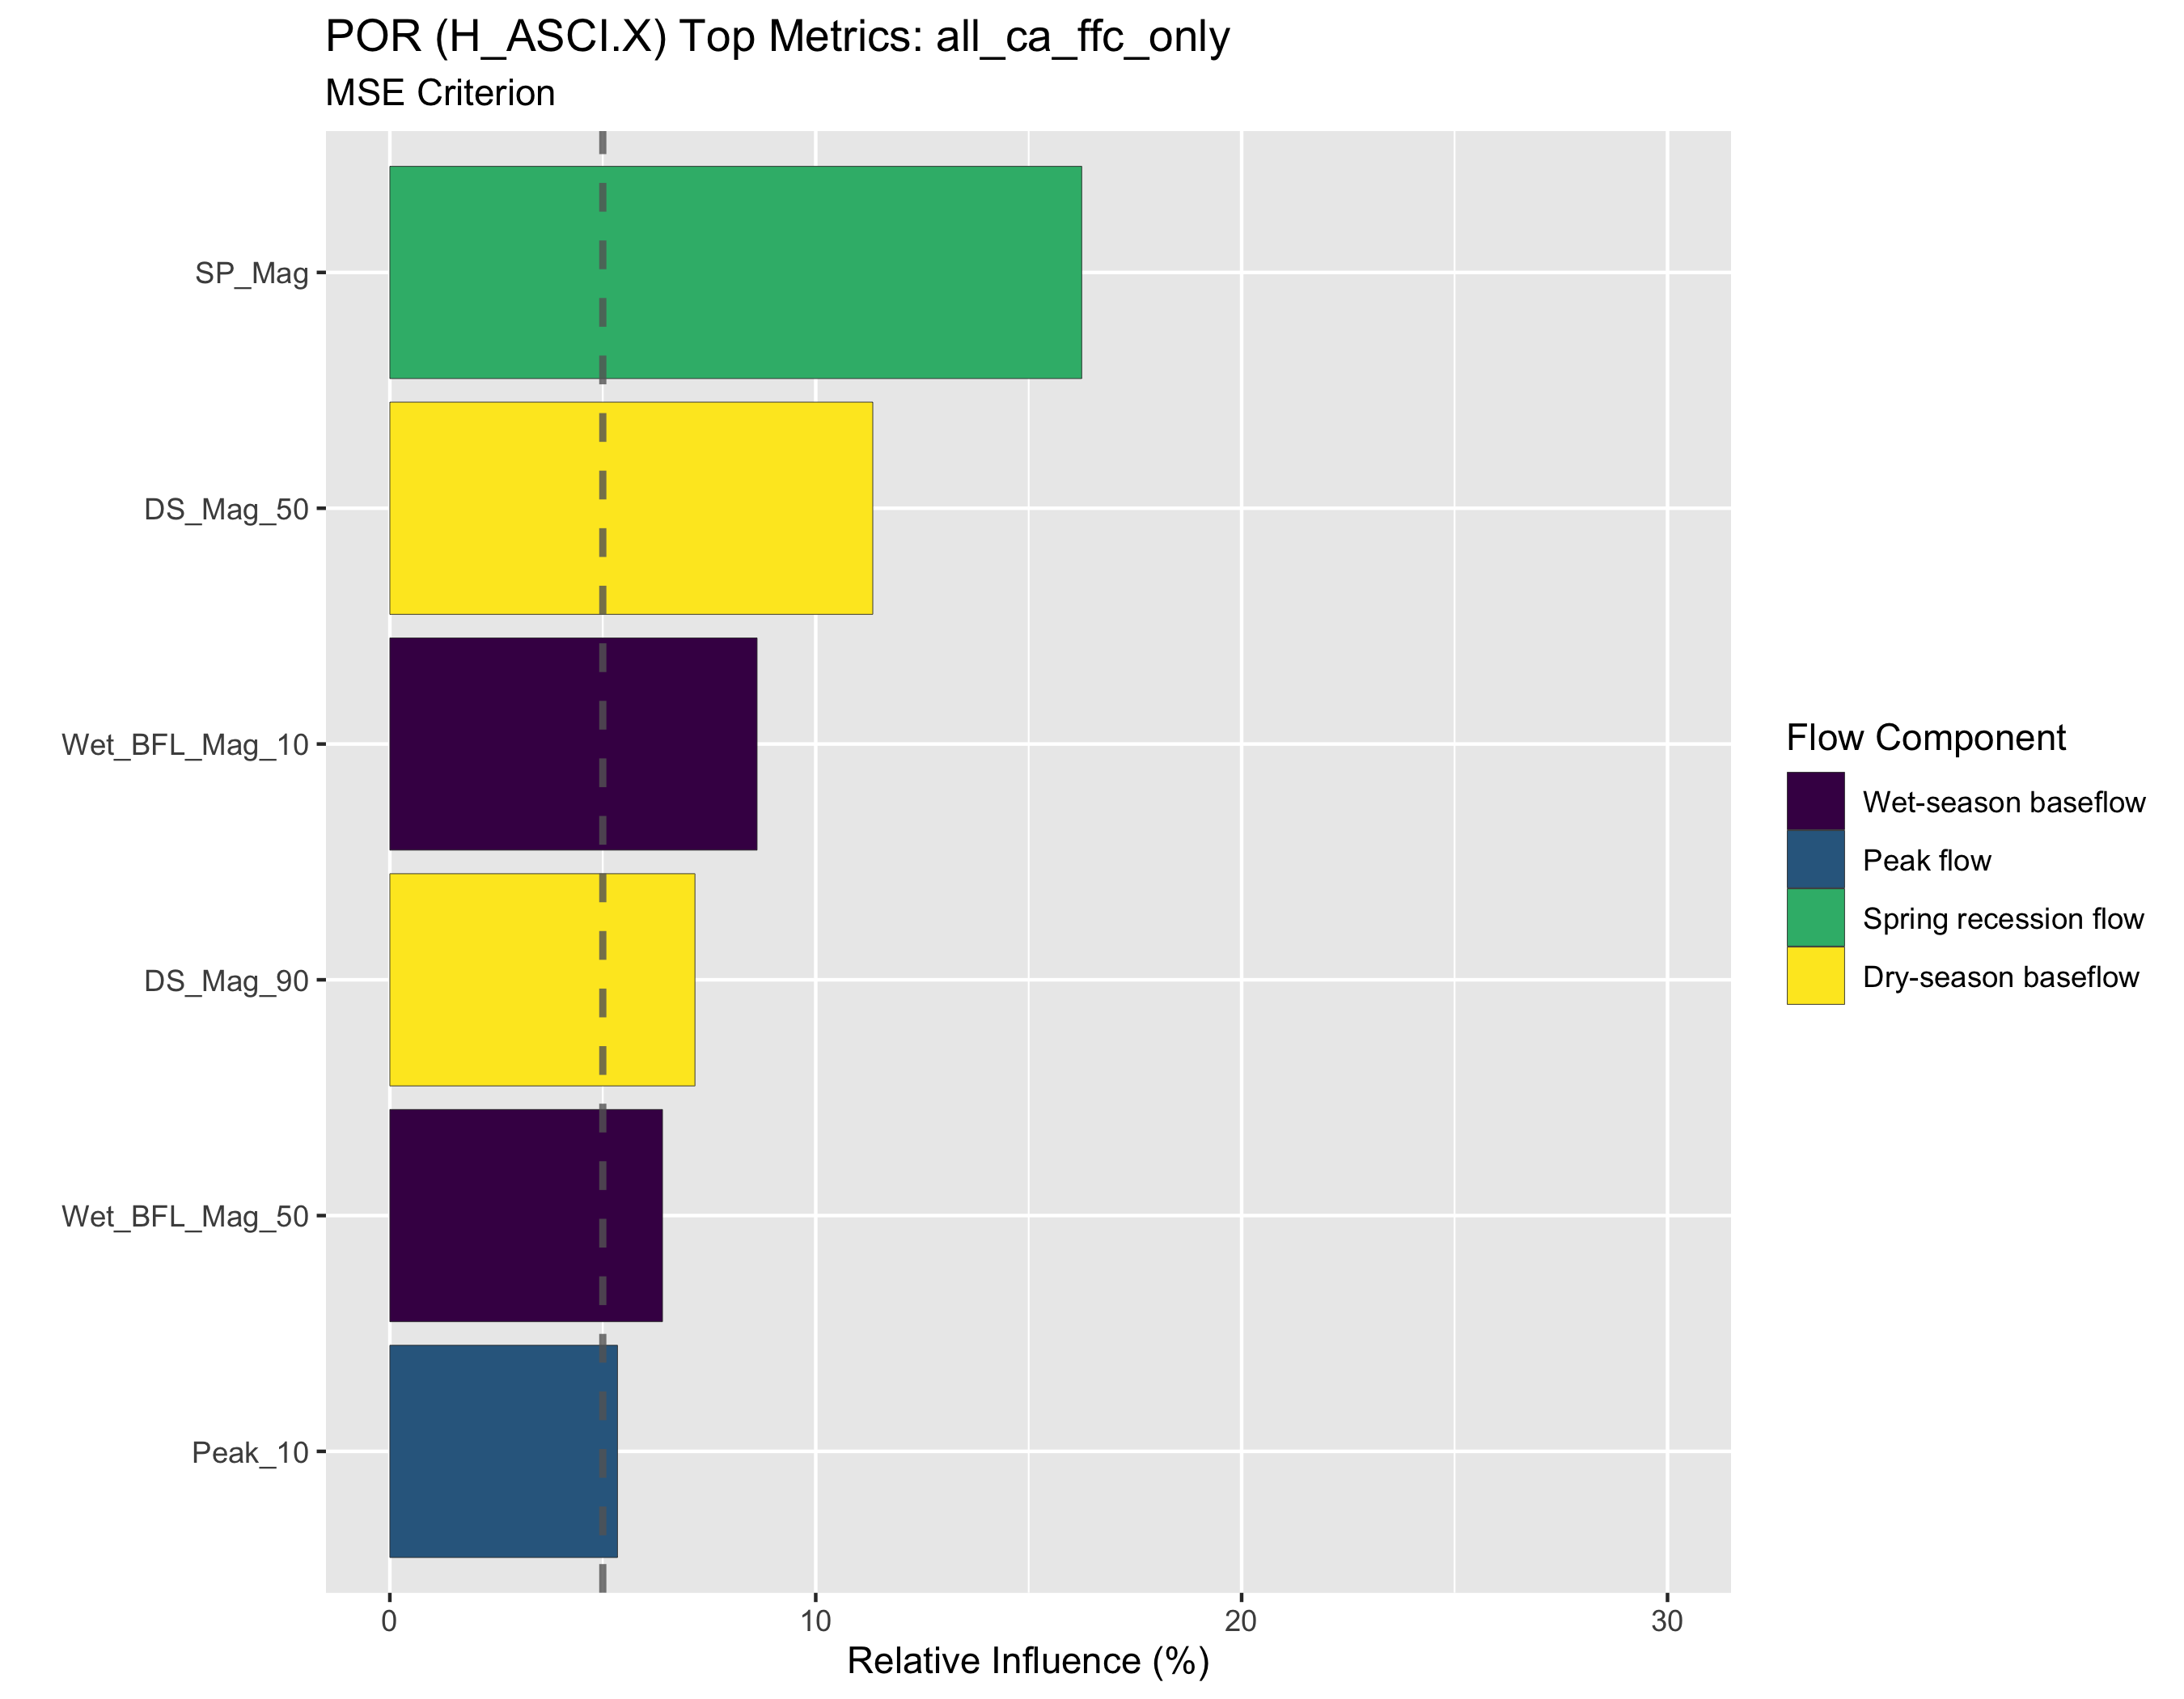 POR (H_ASCI.X) Top Metrics: all_ca_ffc_only
MSE Criterion
SP_Mag
DS_Mag_50
Wet_BFL_Mag_10
DS_Mag_90
Wet_BFL_Mag_50
Peak_10
0
10
20
30
Relative Influence (%)
Flow Component
Wet-season baseflow
Peak flow
Spring recession flow
Dry-season baseflow